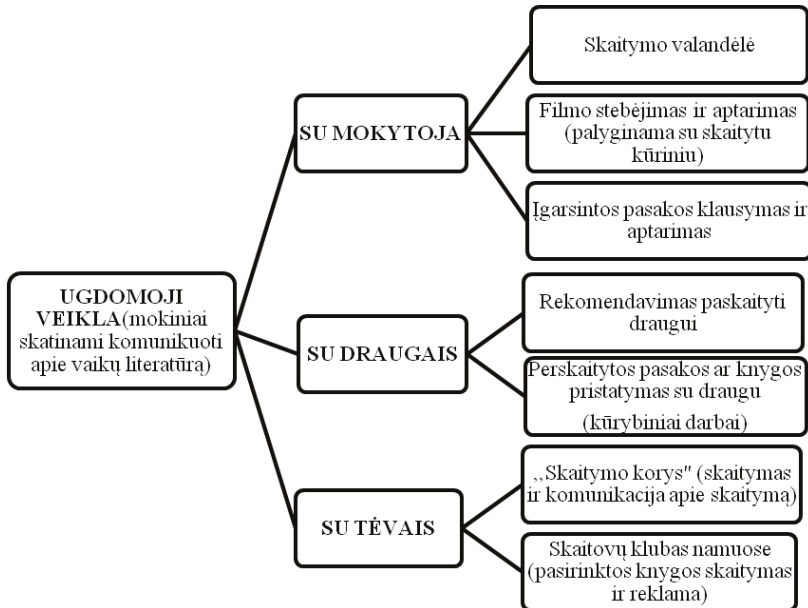 UGDOMOJI
VEIKLA(mokiniai
skatinami komunikuoti
apie vaikų literatūrą)
SU MOKYTOJA
Skaitymo valandėlė
Filmo stebėjimas ir aptarimas
(palyginama su skaitytu
kūriniu)
Įgarsintos pasakos klausymas ir
aptarimas
SU DRAUGAIS
Rekomendavimas paskaityti
draugui
Perskaitytos pasakos ar knygos
pristatymas su draugu
(kūrybiniai darbai)
SU TĖVAIS
,,Skaitymo korys" (skaitymas
ir komunikacija apie skaitymą)
Skaitovų klubas namuose
(pasirinktos knygos skaitymas
ir reklama)